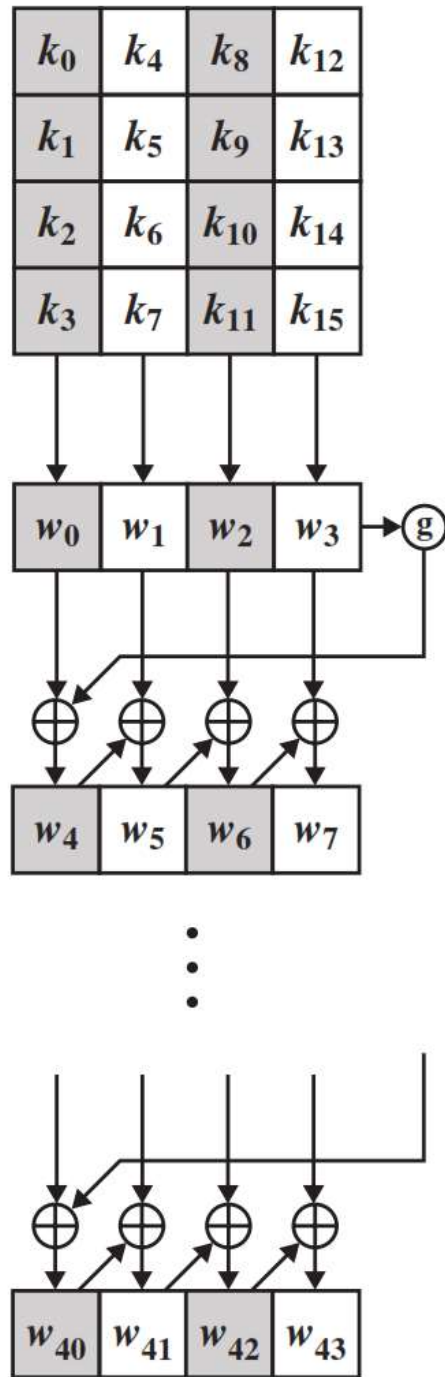 k₀ k₄ k₈ k₁₂
k₁ k₅ k₉ k₁₃
k₂ k₆ k₁₀ k₁₄
k₃ k₇ k₁₁ k₁₅
w₀ w₁ w₂ w₃ g
w₄ w₅ w₆ w₇
w₄₀ w₄₁ w₄₂ w₄₃